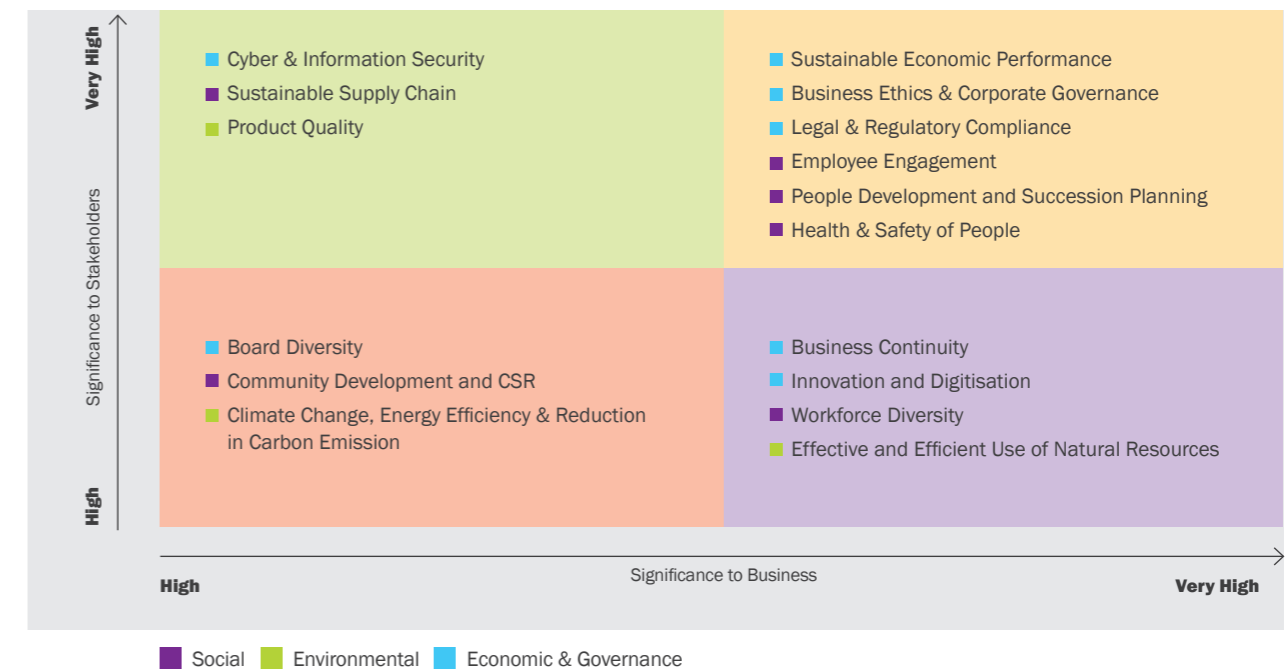 Very High
Significance to Stakeholders
High
Cyber & Information Security
Sustainable Supply Chain
Product Quality
Sustainable Economic Performance
Business Ethics & Corporate Governance
Legal & Regulatory Compliance
Employee Engagement
People Development and Succession Planning
Health & Safety of People
Board Diversity
Community Development and CSR
Climate Change, Energy Efficiency & Reduction
in Carbon Emission
Business Continuity
Innovation and Digitisation
Workforce Diversity
Effective and Efficient Use of Natural Resources
High
Significance to Business
Very High
Social
Environmental
Economic & Governance